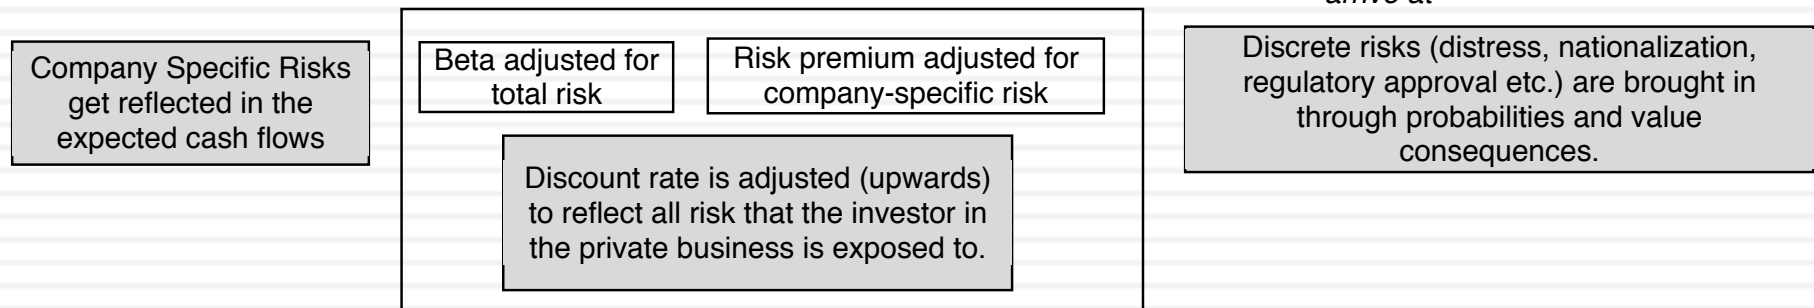 arrive at
Company Specific Risks
get reflected in the
expected cash flows
Beta adjusted for
total risk
Risk premium adjusted for
company-specific risk
Discount rate is adjusted (upwards)
to reflect all risk that the investor in
the private business is exposed to.
Discrete risks (distress, nationalization,
regulatory approval etc.) are brought in
through probabilities and value
consequences.